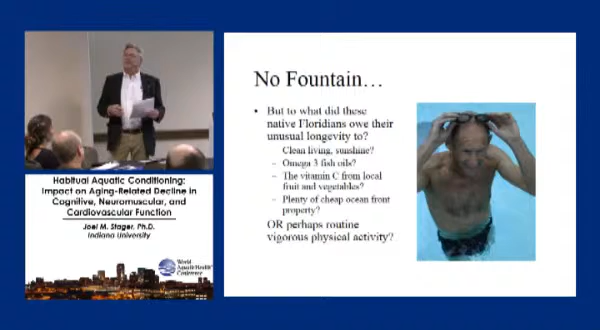 Habitual Aquatic Conditioning:
Impact on Aging-Related Decline in
Cognitive, Neuromuscular, and
Cardiovascular Function
Joel M. Stager, Ph.D.
Indiana University
World
Aquatic Health
Conference
No Fountain…
• But to what did these
native Floridians owe their
unusual longevity to?
Clean living, sunshine?
– Omega 3 fish oils?
– The vitamin C from local
fruit and vegetables?
– Plenty of cheap ocean front
property?
OR perhaps routine
vigorous physical activity?